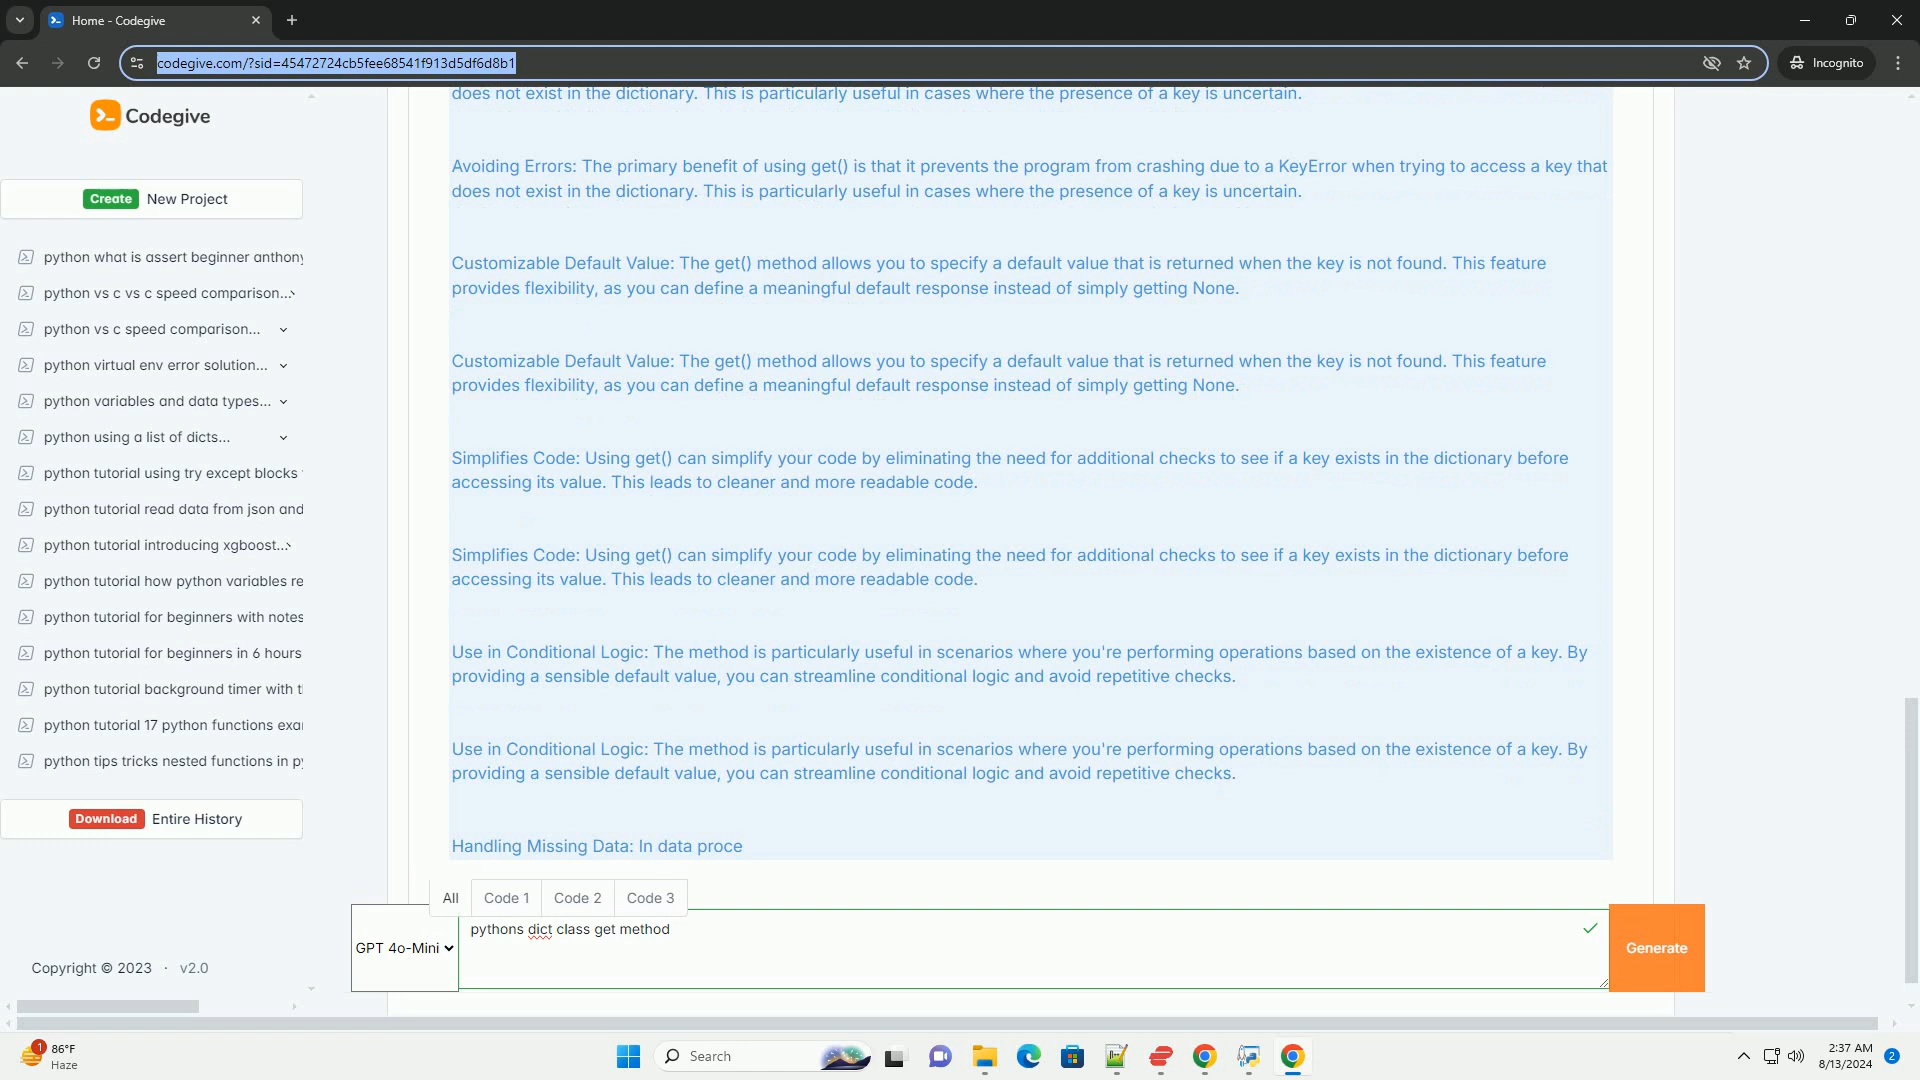 Home - Codegive
codegive.com/?sid=45472724cb5fee68541f913d5df6d8b1
Incognito
Codegive
Create New Project
python what is assert beginner anthony
python vs c vs c speed comparison...
python vs c speed comparison...
python virtual env error solution...
python variables and data types...
python using a list of dicts...
python tutorial using try except blocks
python tutorial read data from json and
python tutorial introducing xgboost...
python tutorial how python variables re
python tutorial for beginners with notes
python tutorial for beginners in 6 hours
python tutorial background timer with t
python tutorial 17 python functions exa
python tips tricks nested functions in py
Download Entire History
Copyright © 2023 · v2.0
does not exist in the dictionary. This is particularly useful in cases where the presence of a key is uncertain.
Avoiding Errors: The primary benefit of using get() is that it prevents the program from crashing due to a KeyError when trying to access a key that
does not exist in the dictionary. This is particularly useful in cases where the presence of a key is uncertain.
Customizable Default Value: The get() method allows you to specify a default value that is returned when the key is not found. This feature
provides flexibility, as you can define a meaningful default response instead of simply getting None.
Customizable Default Value: The get() method allows you to specify a default value that is returned when the key is not found. This feature
provides flexibility, as you can define a meaningful default response instead of simply getting None.
Simplifies Code: Using get() can simplify your code by eliminating the need for additional checks to see if a key exists in the dictionary before
accessing its value. This leads to cleaner and more readable code.
Simplifies Code: Using get() can simplify your code by eliminating the need for additional checks to see if a key exists in the dictionary before
accessing its value. This leads to cleaner and more readable code.
Use in Conditional Logic: The method is particularly useful in scenarios where you're performing operations based on the existence of a key. By
providing a sensible default value, you can streamline conditional logic and avoid repetitive checks.
Use in Conditional Logic: The method is particularly useful in scenarios where you're performing operations based on the existence of a key. By
providing a sensible default value, you can streamline conditional logic and avoid repetitive checks.
Handling Missing Data: In data proce
All Code 1 Code 2 Code 3
GPT 4o-Mini
pythons dict class get method
Generate
1
86°F
Haze
Search
2:37 AM
8/13/2024
2